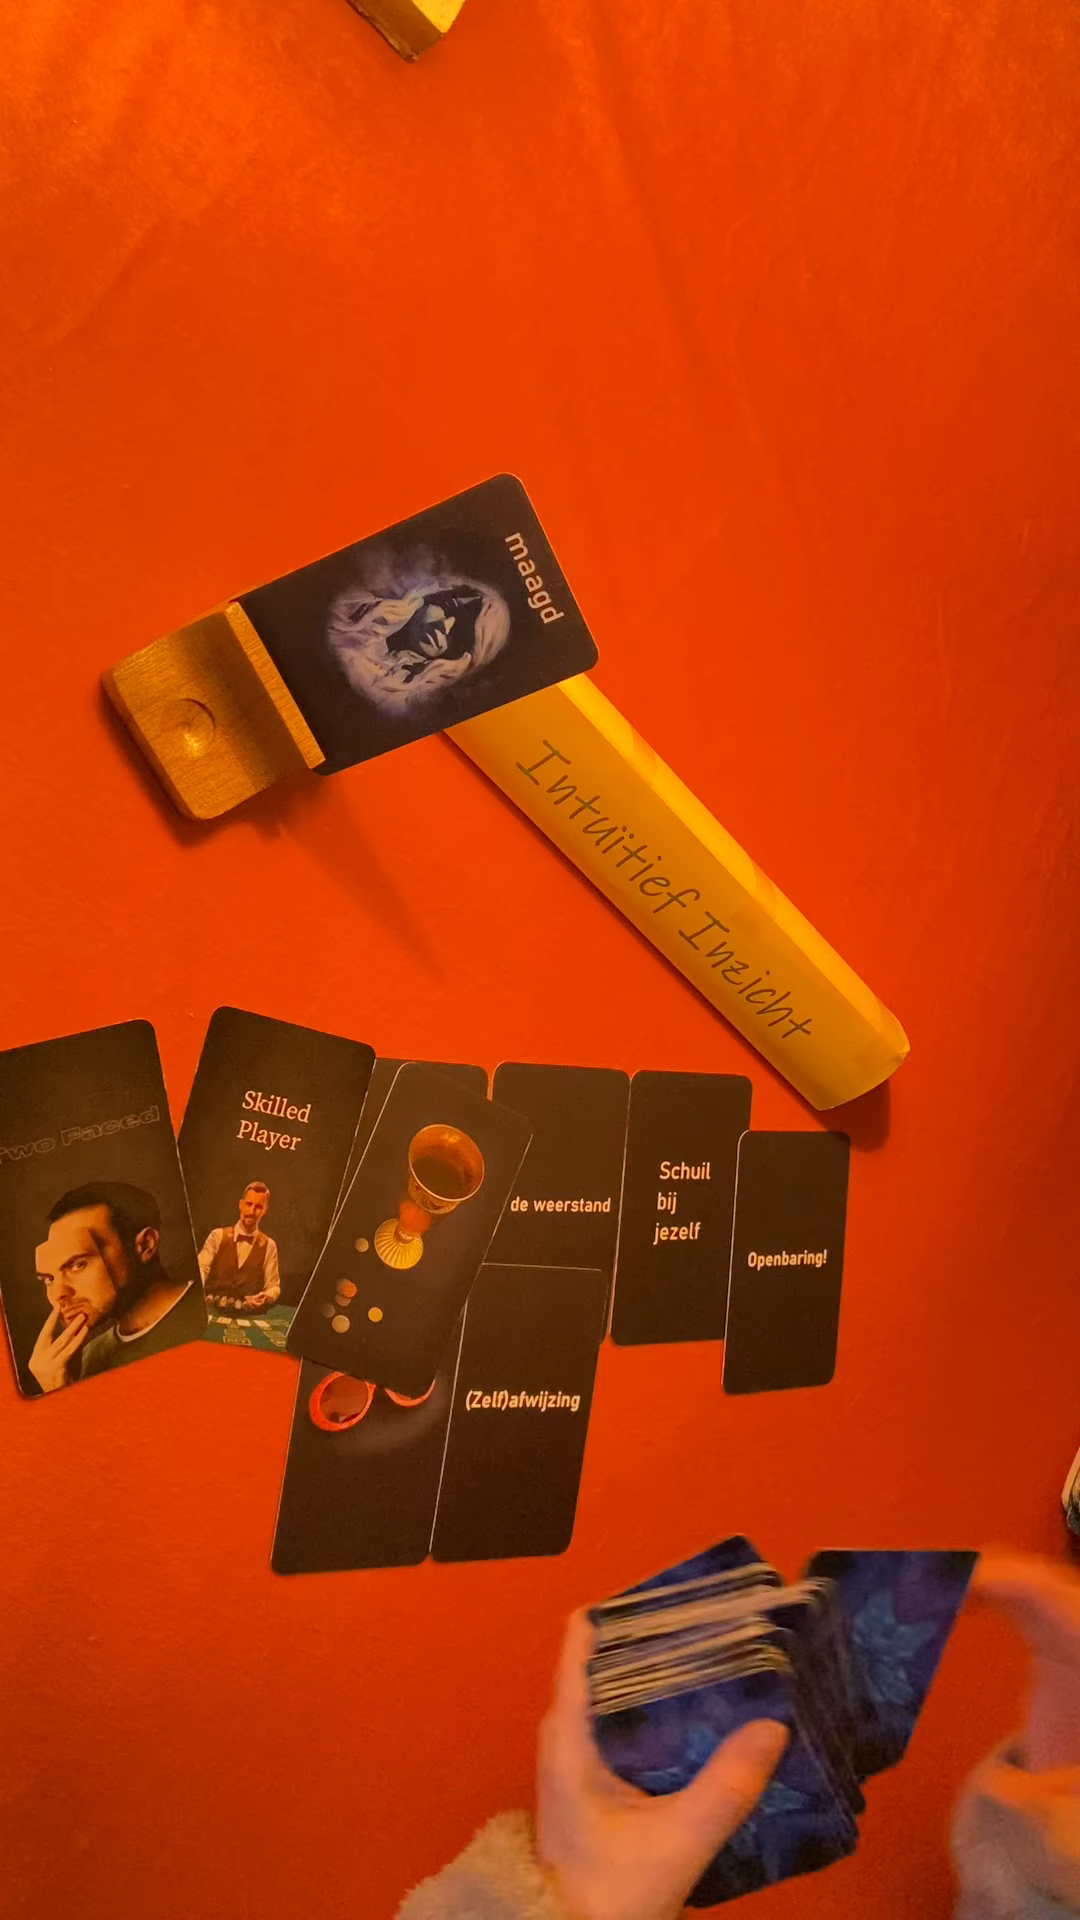 maagd
Intuïtief Inzicht
Two Faced
Skilled
Player
de weerstand
Schuil
bij
jezelf
Openbaring!
(Zelf)afwijzing